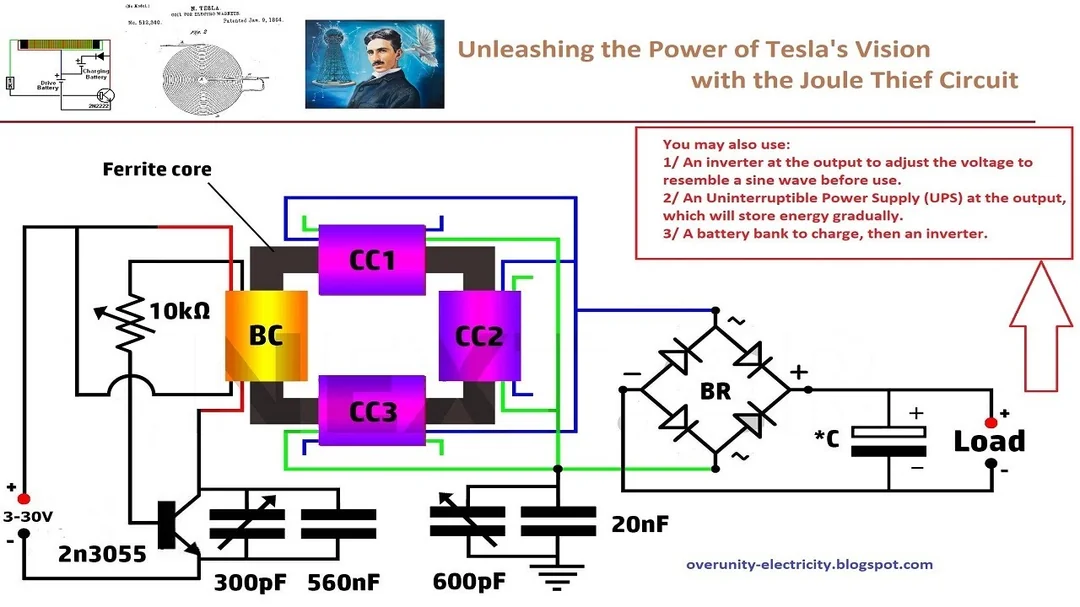 (No Model.)
N. TESLA.
COIL FOR ELECTRO MAGNETS.
No. 512,340.
Patented Jan. 9, 1894.
FIG. 2
Charging
Battery
Drive
Battery
2N2222
Unleashing the Power of Tesla's Vision
with the Joule Thief Circuit
You may also use:
1/ An inverter at the output to adjust the voltage to
resemble a sine wave before use.
2/ An Uninterruptible Power Supply (UPS) at the output,
which will store energy gradually.
3/ A battery bank to charge, then an inverter.
Ferrite core
CC1
10kΩ
BC
CC2
CC3
~
BR
−
+
~
*C
+
−
Load
+
-
+
3-30V
-
2n3055
300pF
560nF
600pF
20nF
overunity-electricity.blogspot.com